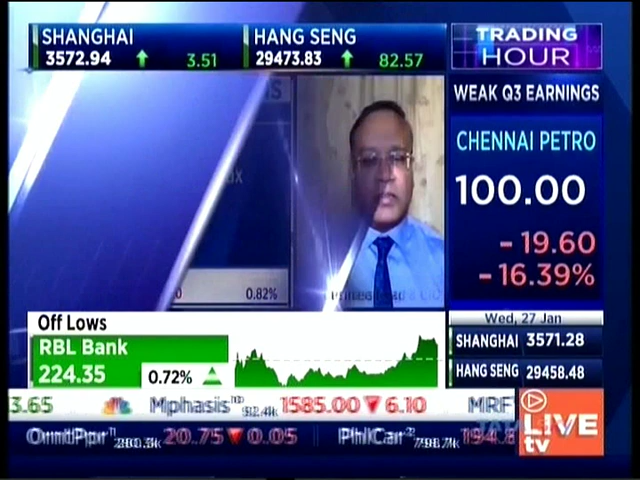 SHANGHAI
3572.94 3.51
HANG SENG
29473.83 82.57
TRADING
HOUR
WEAK Q3 EARNINGS
CHENNAI PETRO
100.00
- 19.60
- 16.39%
0.82%
Off Lows
RBL Bank
224.35
0.72%
Wed, 27 Jan
SHANGHAI 3571.28
HANG SENG 29458.48
3.65 Mphasis 1585.00 6.10 MRF
20.75 0.05 194.8
LIVE
tv